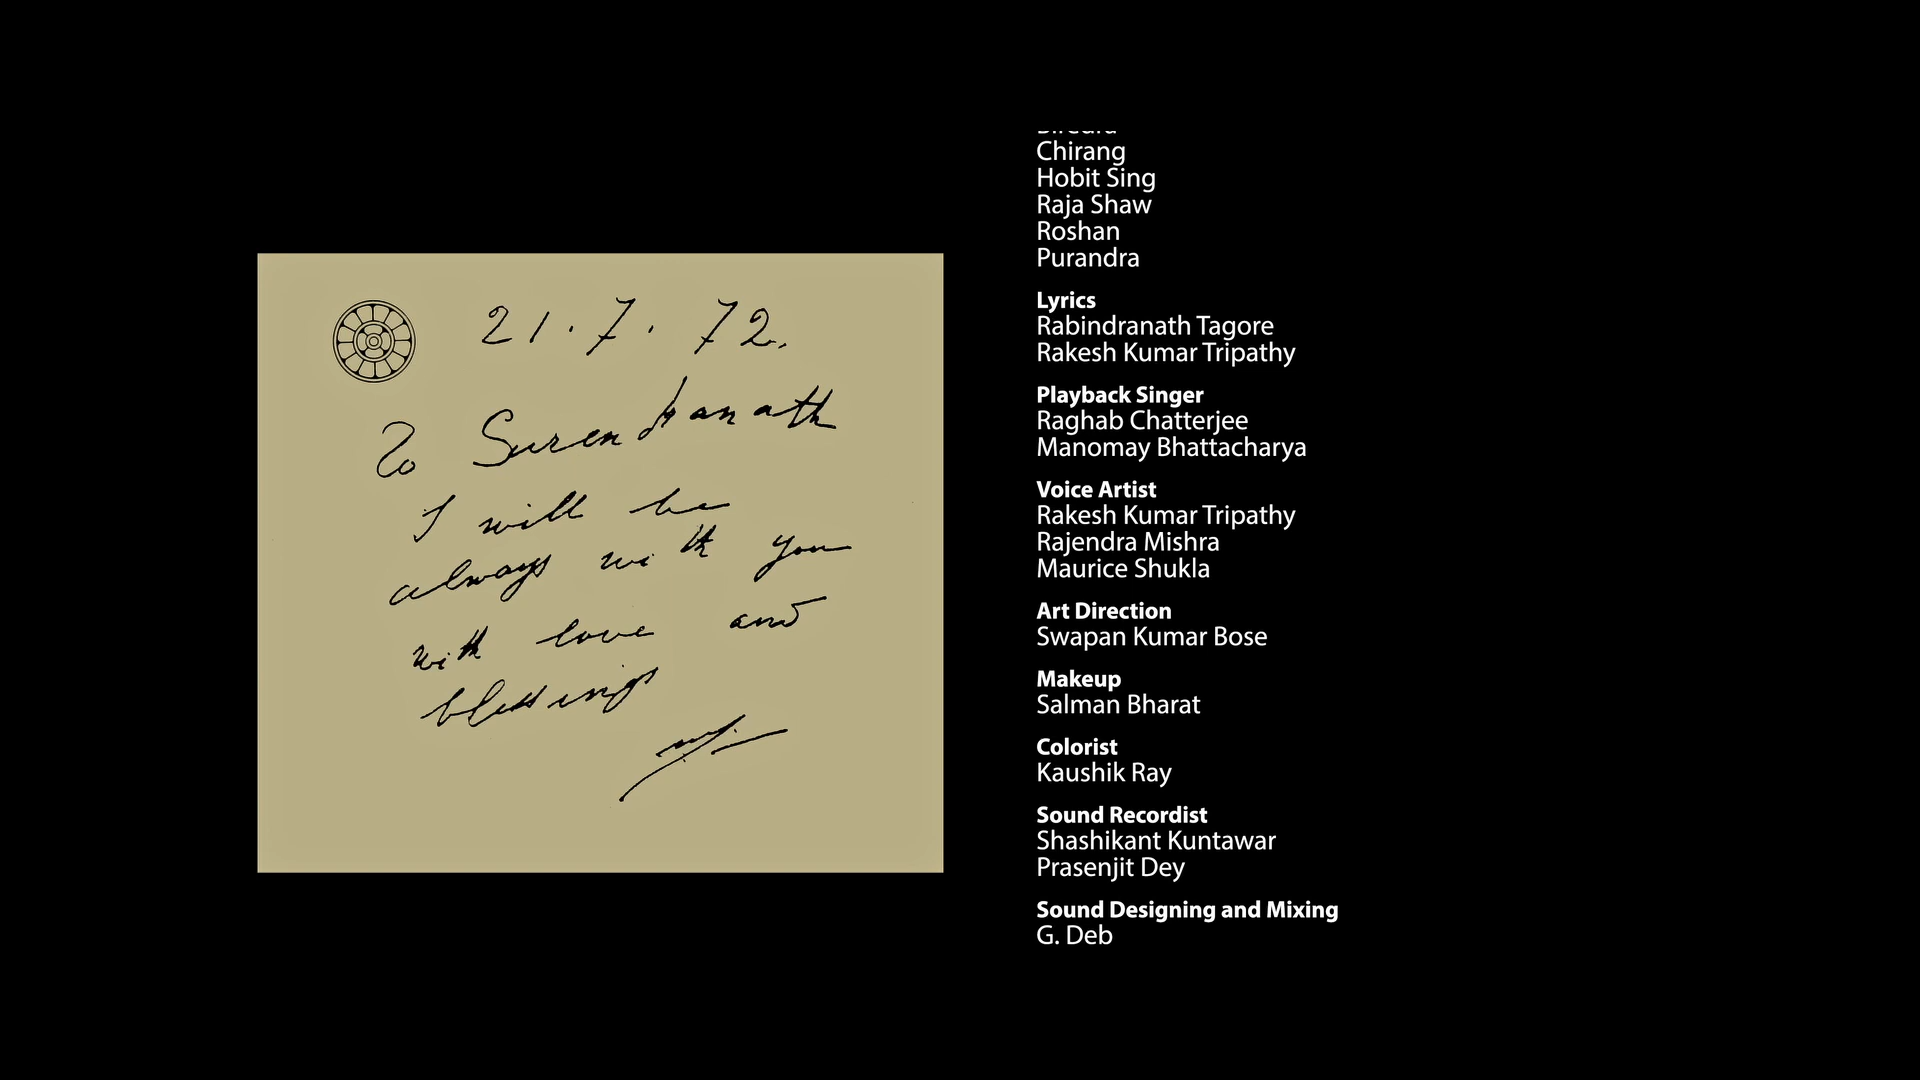 21.7.72.
To Surendranath
I will be
always with you
with love and
blessings
Chirang
Hobit Sing
Raja Shaw
Roshan
Purandra
Lyrics
Rabindranath Tagore
Rakesh Kumar Tripathy
Playback Singer
Raghab Chatterjee
Manomay Bhattacharya
Voice Artist
Rakesh Kumar Tripathy
Rajendra Mishra
Maurice Shukla
Art Direction
Swapan Kumar Bose
Makeup
Salman Bharat
Colorist
Kaushik Ray
Sound Recordist
Shashikant Kuntawar
Prasenjit Dey
Sound Designing and Mixing
G. Deb